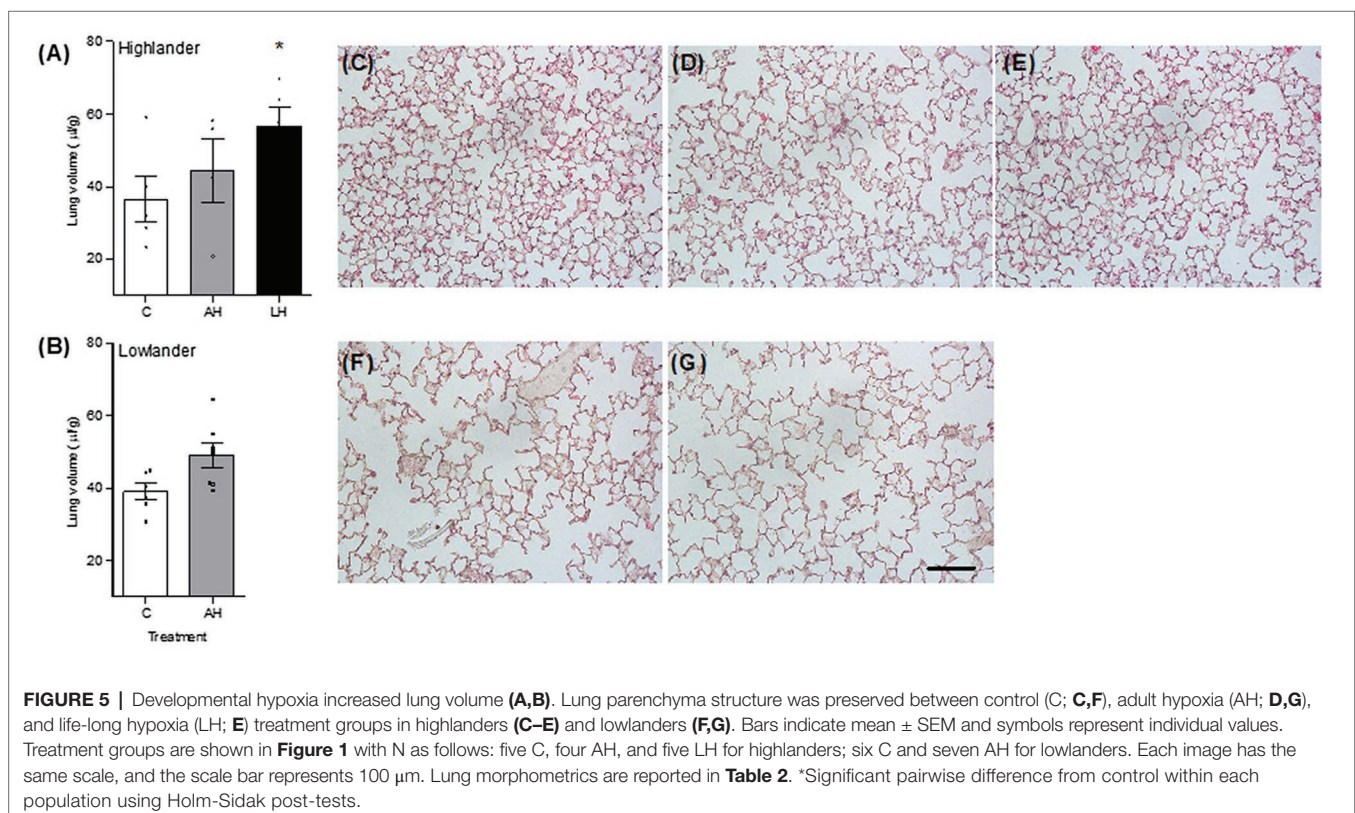 (A)
Highlander
*
80
60
40
20
Lung volume (µl/g)
C AH LH
(C)
(D)
(E)
(B)
Lowlander
80
60
40
20
Lung volume (µl/g)
C AH
Treatment
(F)
(G)
FIGURE 5 | Developmental hypoxia increased lung volume (A,B). Lung parenchyma structure was preserved between control (C; C,F), adult hypoxia (AH; D,G),
and life-long hypoxia (LH; E) treatment groups in highlanders (C–E) and lowlanders (F,G). Bars indicate mean ± SEM and symbols represent individual values.
Treatment groups are shown in Figure 1 with N as follows: five C, four AH, and five LH for highlanders; six C and seven AH for lowlanders. Each image has the
same scale, and the scale bar represents 100 μm. Lung morphometrics are reported in Table 2. *Significant pairwise difference from control within each
population using Holm-Sidak post-tests.